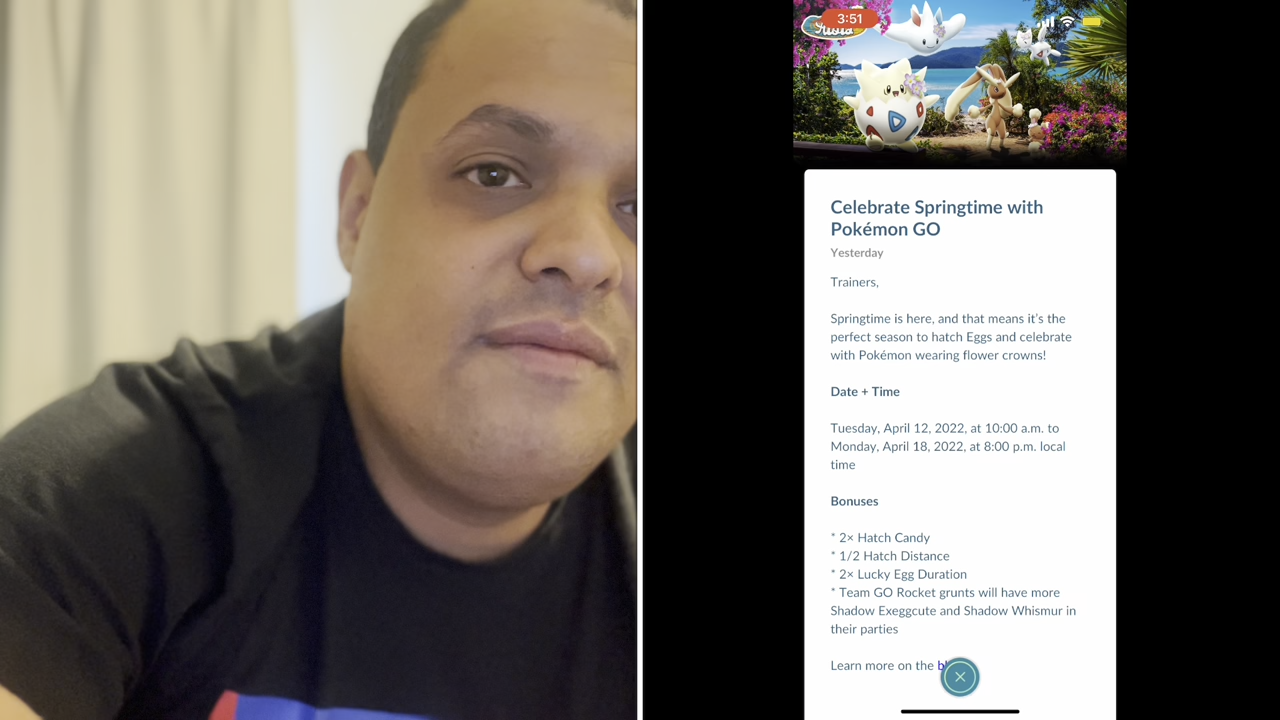 3:51
Celebrate Springtime with
Pokémon GO
Yesterday
Trainers,
Springtime is here, and that means it's the
perfect season to hatch Eggs and celebrate
with Pokémon wearing flower crowns!
Date + Time
Tuesday, April 12, 2022, at 10:00 a.m. to
Monday, April 18, 2022, at 8:00 p.m. local
time
Bonuses
* 2× Hatch Candy
* 1/2 Hatch Distance
* 2× Lucky Egg Duration
* Team GO Rocket grunts will have more
Shadow Exeggcute and Shadow Whismur in
their parties
Learn more on the